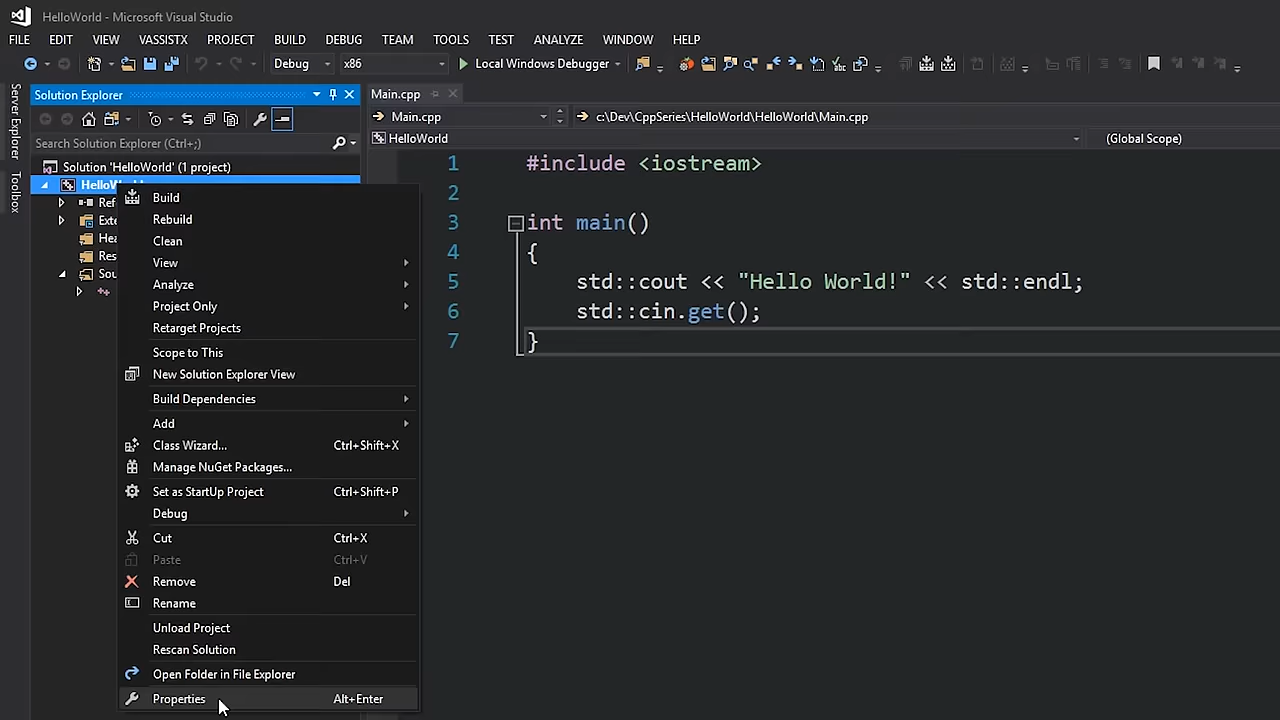 HelloWorld - Microsoft Visual Studio
FILE EDIT VIEW VASSISTX PROJECT BUILD DEBUG TEAM TOOLS TEST ANALYZE WINDOW HELP
Debug x86 Local Windows Debugger
Server Explorer
Toolbox
Solution Explorer
Search Solution Explorer (Ctrl+;)
Solution 'HelloWorld' (1 project)
Build
Rebuild
Clean
View
Analyze
Project Only
Retarget Projects
Scope to This
New Solution Explorer View
Build Dependencies
Add
Class Wizard... Ctrl+Shift+X
Manage NuGet Packages...
Set as StartUp Project Ctrl+Shift+P
Debug
Cut Ctrl+X
Paste Ctrl+V
Remove Del
Rename
Unload Project
Rescan Solution
Open Folder in File Explorer
Properties Alt+Enter
Main.cpp
Main.cpp c:\Dev\CppSeries\HelloWorld\HelloWorld\Main.cpp
HelloWorld (Global Scope)
1 #include <iostream>
2
3 int main()
4 {
5 std::cout << "Hello World!" << std::endl;
6 std::cin.get();
7 }